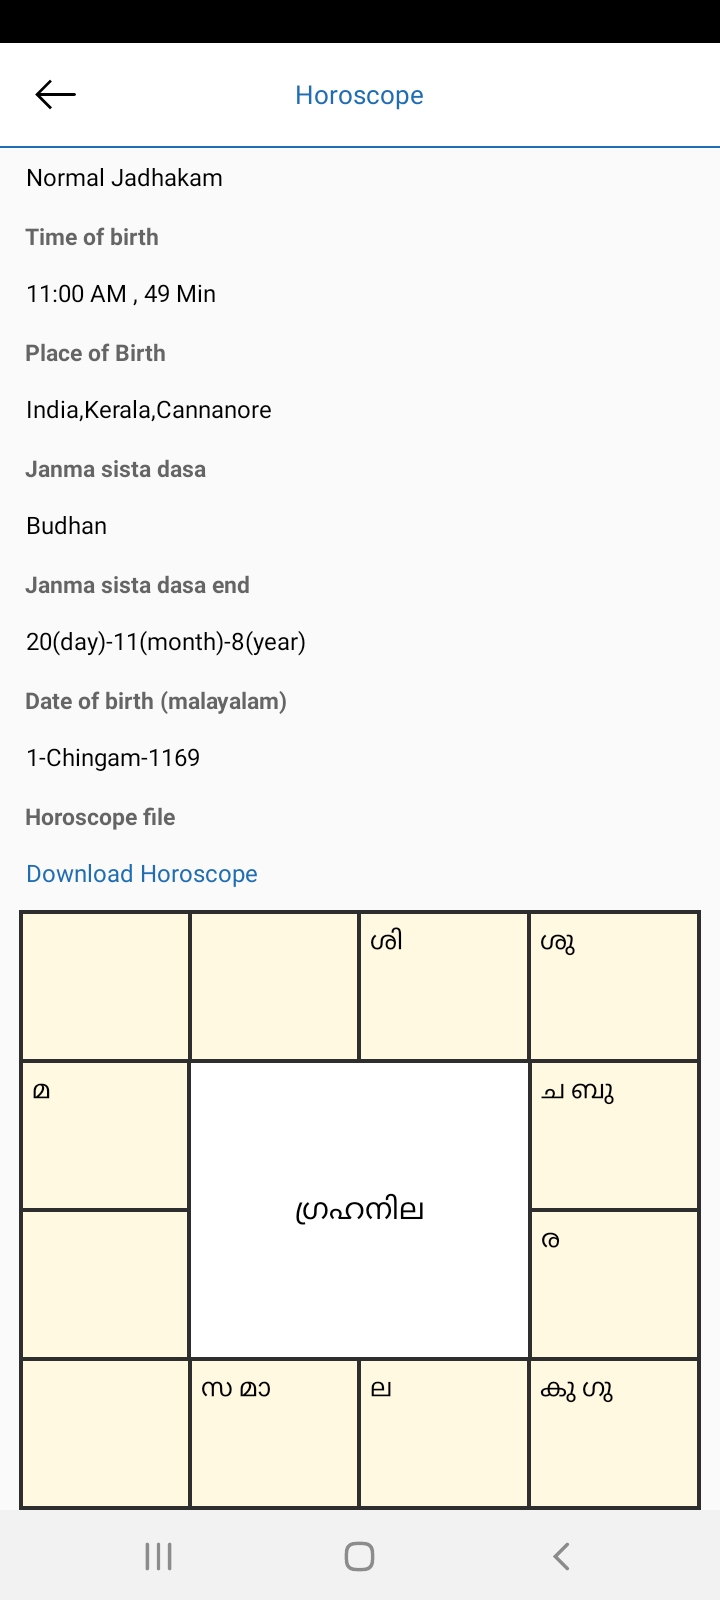 Horoscope
Normal Jadhakam
Time of birth
11:00 AM , 49 Min
Place of Birth
India,Kerala,Cannanore
Janma sista dasa
Budhan
Janma sista dasa end
20(day)-11(month)-8(year)
Date of birth (malayalam)
1-Chingam-1169
Horoscope file
Download Horoscope
ശി
ശു
മ
ച ബു
ഗ്രഹനില
ര
സ മാ
ല
കു ഗു